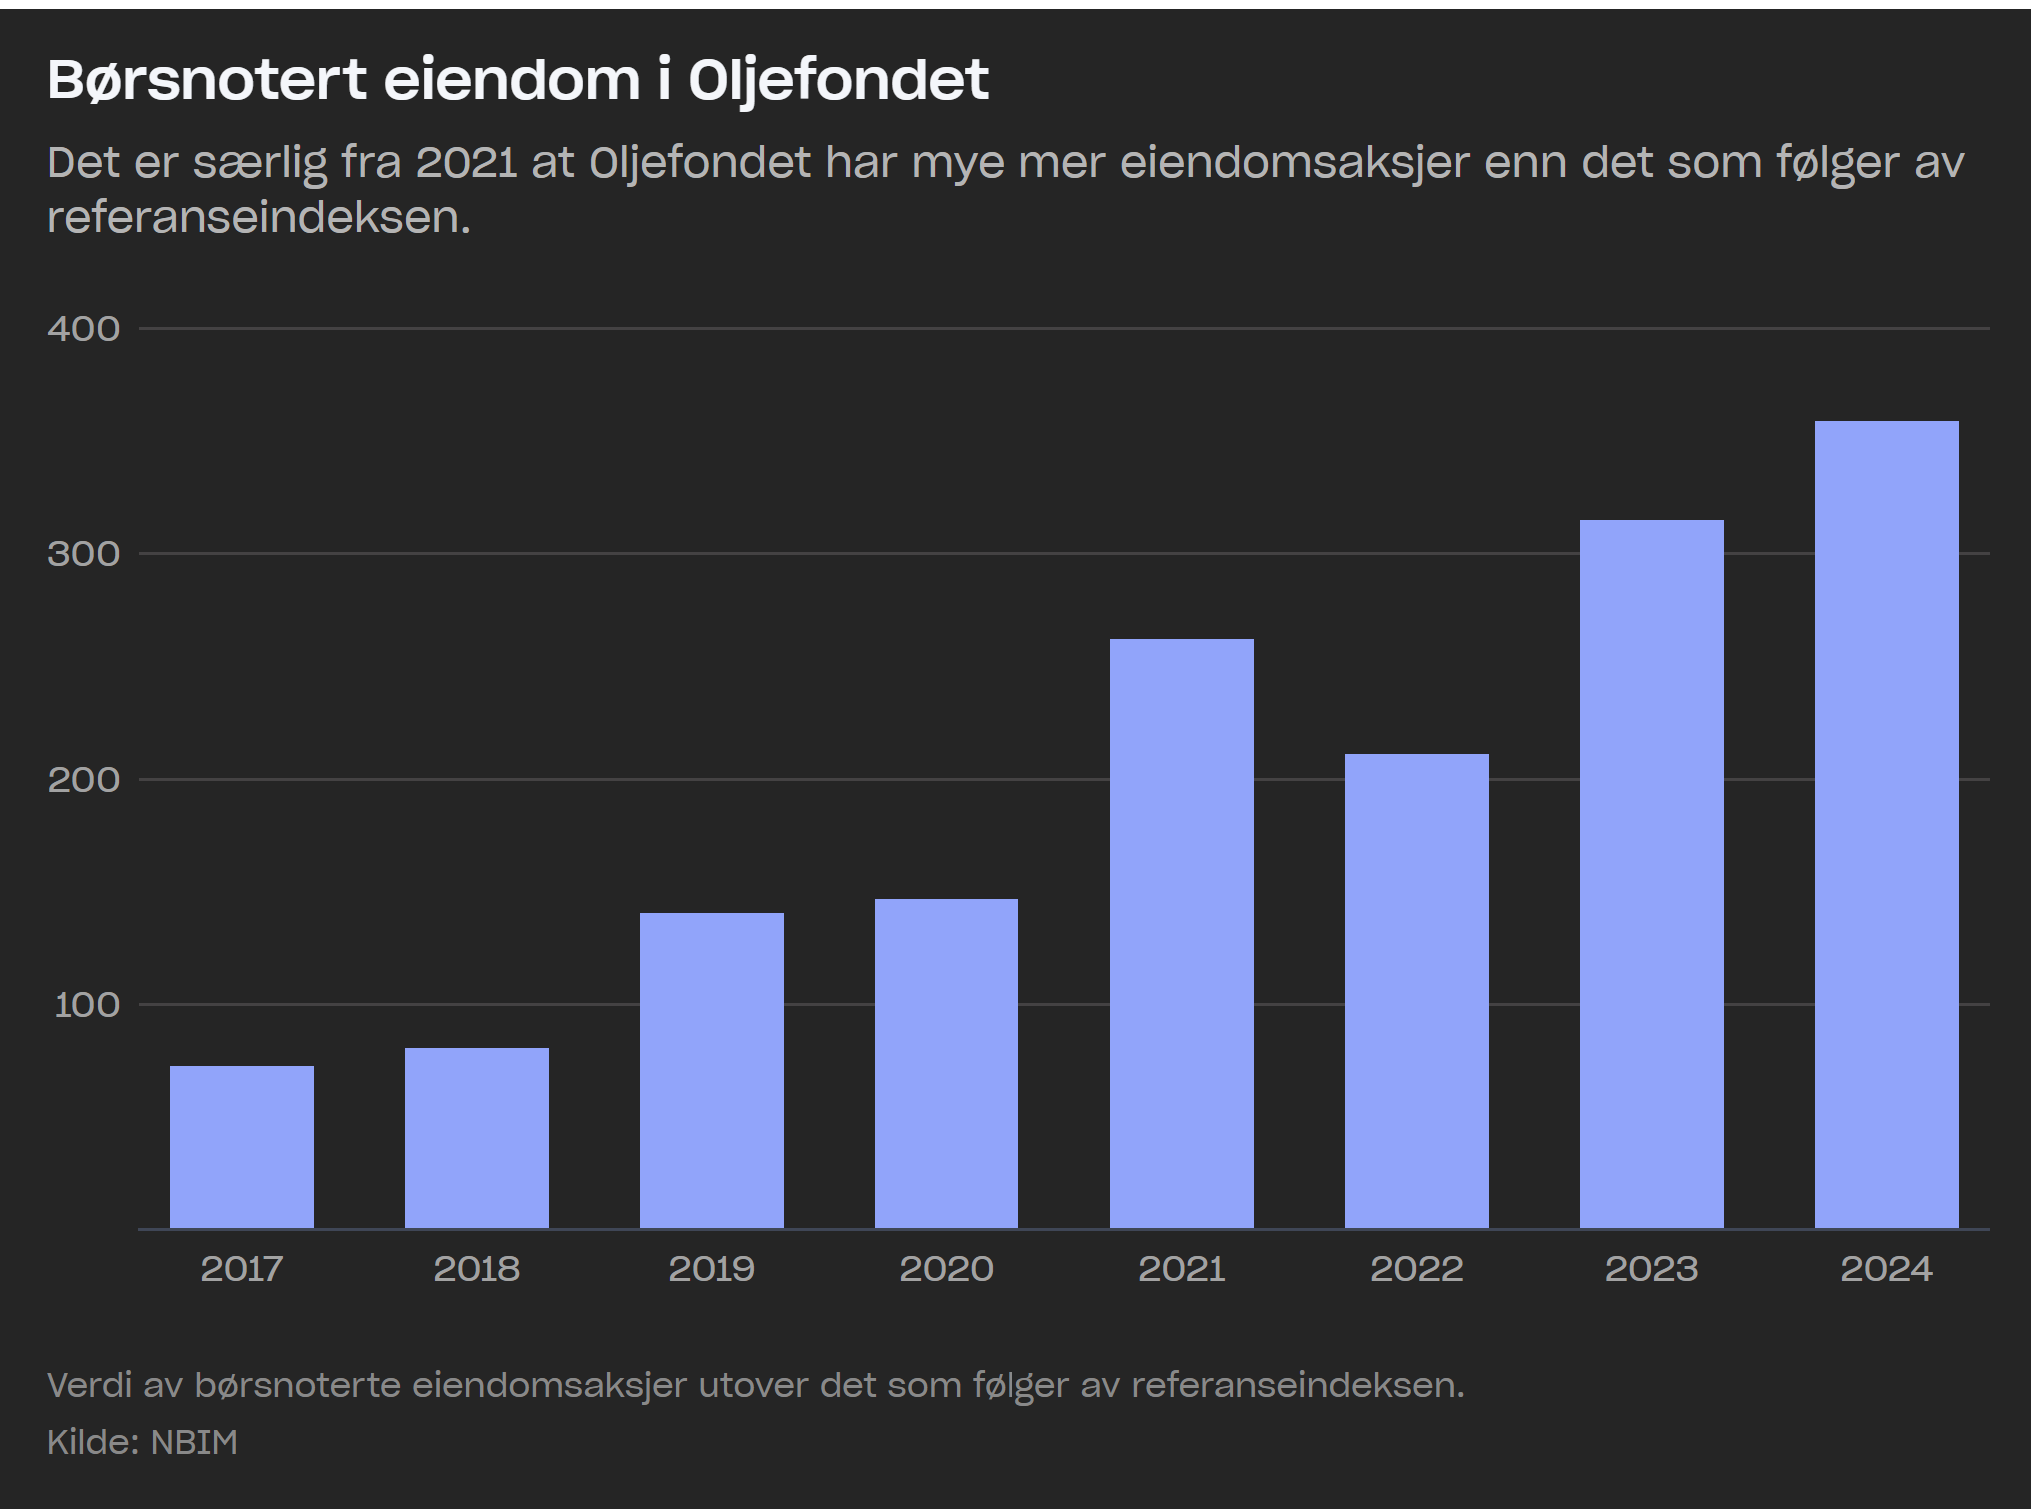 Børsnotert eiendom i Oljefondet
Det er særlig fra 2021 at Oljefondet har mye mer eiendomsaksjer enn det som følger av
referanseindeksen.
400
300
200
100
2017 2018 2019 2020 2021 2022 2023 2024
Verdi av børsnoterte eiendomsaksjer utover det som følger av referanseindeksen.
Kilde: NBIM